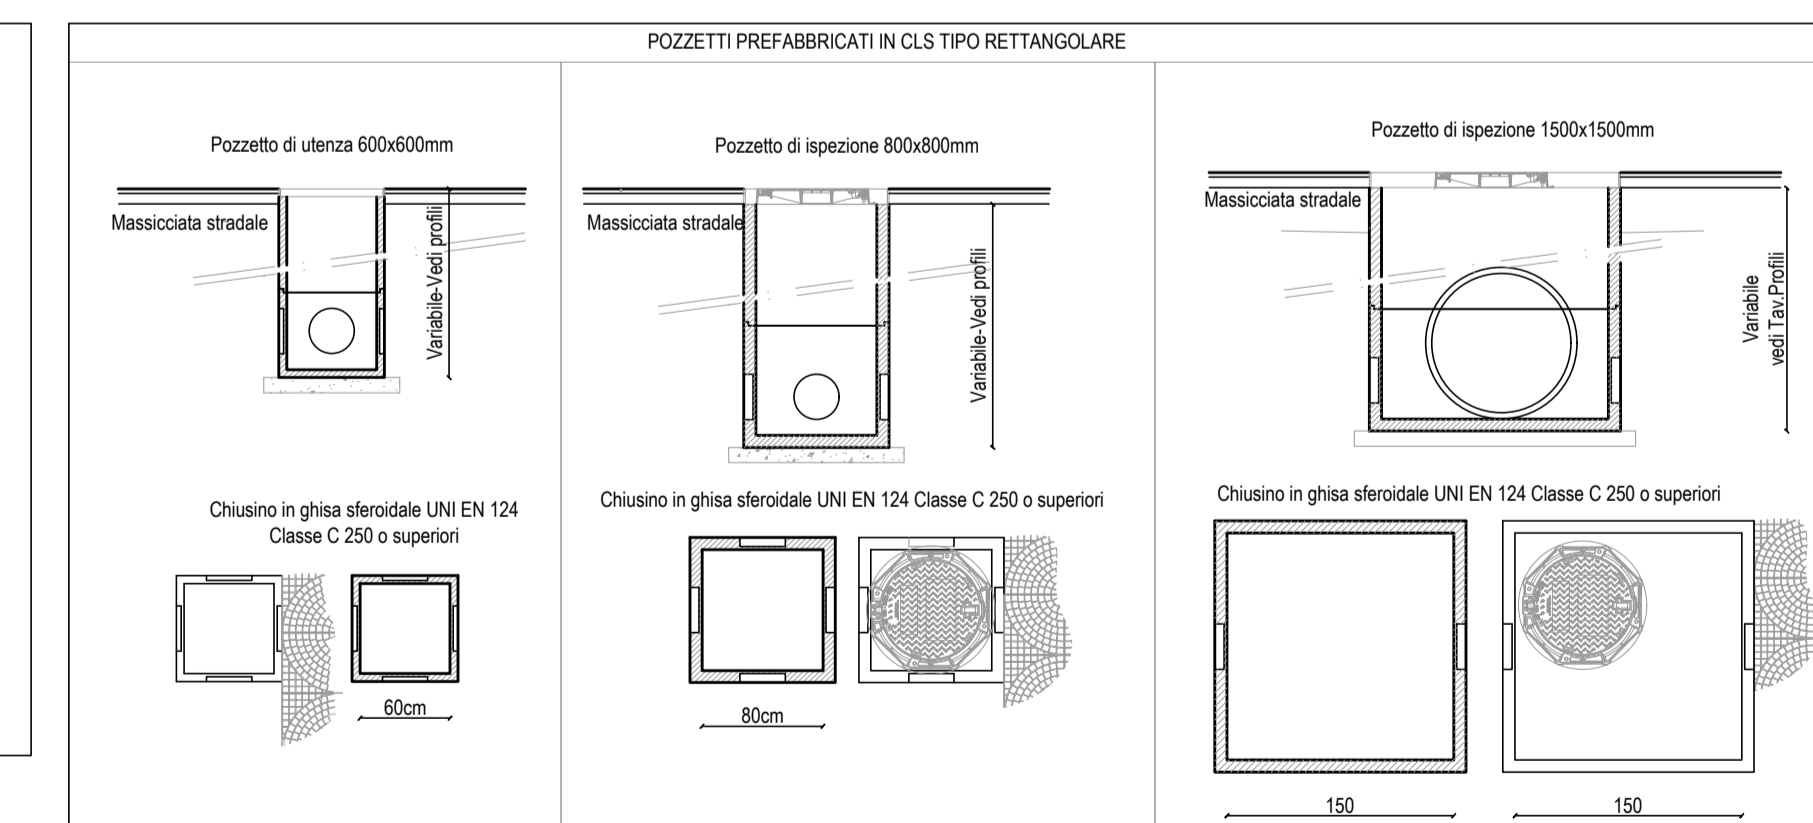 POZZETTI PREFABBRICATI IN CLS TIPO RETTANGOLARE
Pozzetto di utenza 600x600mm
Massicciata stradale
Variabile-Vedi profili
Chiusino in ghisa sferoidale UNI EN 124
Classe C 250 o superiori
60cm
Pozzetto di ispezione 800x800mm
Massicciata stradale
Variabile-Vedi profili
Chiusino in ghisa sferoidale UNI EN 124 Classe C 250 o superiori
80cm
Pozzetto di ispezione 1500x1500mm
Massicciata stradale
Variabile
vedi Tav.Profili
Chiusino in ghisa sferoidale UNI EN 124 Classe C 250 o superiori
150
150